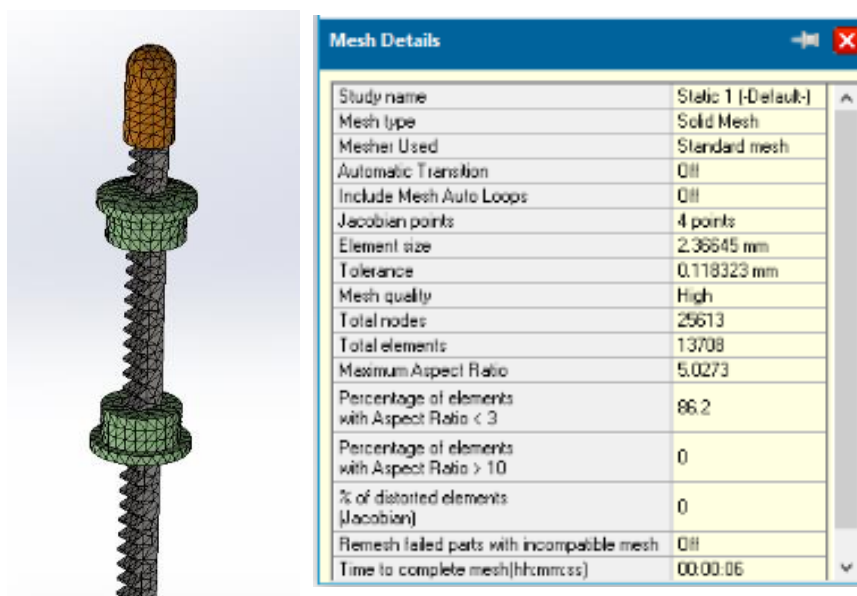 Mesh Details
Study name Static 1 (-Default-)
Mesh type Solid Mesh
Mesher Used Standard mesh
Automatic Transition Off
Include Mesh Auto Loops Off
Jacobian points 4 points
Element size 2.36645 mm
Tolerance 0.118323 mm
Mesh quality High
Total nodes 25613
Total elements 13708
Maximum Aspect Ratio 5.0273
Percentage of elements
with Aspect Ratio < 3 86.2
Percentage of elements
with Aspect Ratio > 10 0
% of distorted elements
(Jacobian) 0
Remesh failed parts with incompatible mesh Off
Time to complete mesh(hh:mm:ss) 00:00:06